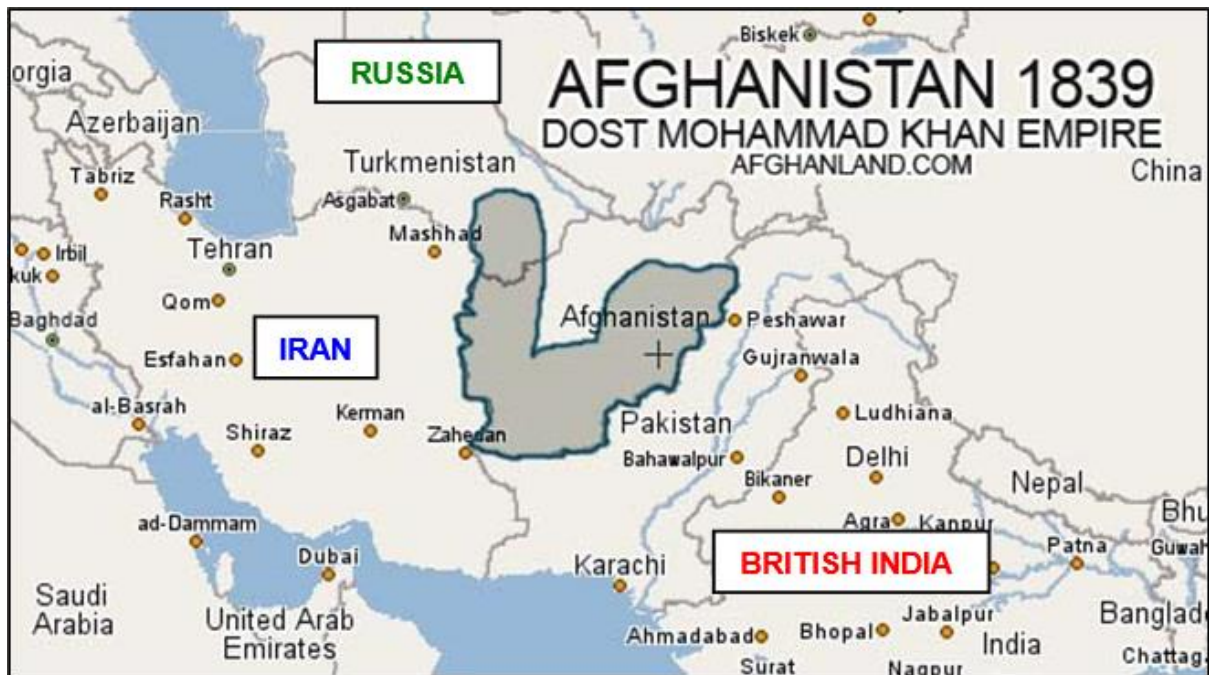 Biskek
RUSSIA
AFGHANISTAN 1839
DOST MOHAMMAD KHAN EMPIRE
AFGHANLAND.COM
orgia
Azerbaijan
Turkmenistan
China
Tabriz
Rasht
Asgabat
Mashhad
Irbil
Tehran
kuk
Qom
Baghdad
Afghanistan
Peshawar
IRAN
Esfahan
Gujranwala
al-Basrah
Kerman
Ludhiana
Shiraz
Zahedan
Pakistan
Bahawalpur
Delhi
Bikaner
Nepal
Agra
Kanpur
Bhu
ad-Dammam
Dubai
Karachi
BRITISH INDIA
Patna
Guwah
Saudi
Arabia
United Arab
Emirates
Jabalpur
Banglade
Ahmadabad
Bhopal
India
Chattaga
Surat
Nagpur